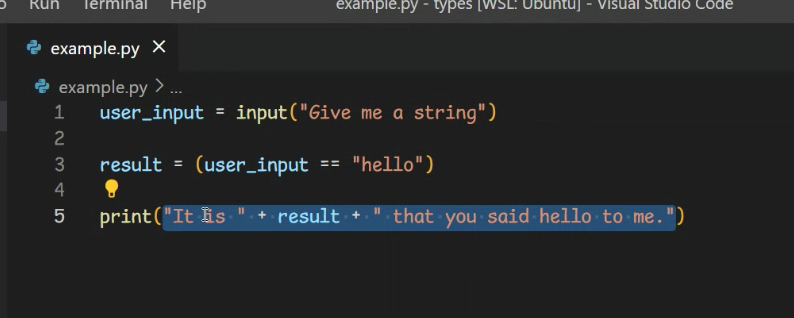 Run Terminal Help example.py - types [WSL: Ubuntu] - Visual Studio Code
example.py ×
example.py > ...
1 user_input = input("Give me a string")
2
3 result = (user_input == "hello")
4
5 print("It is " + result + " that you said hello to me.")